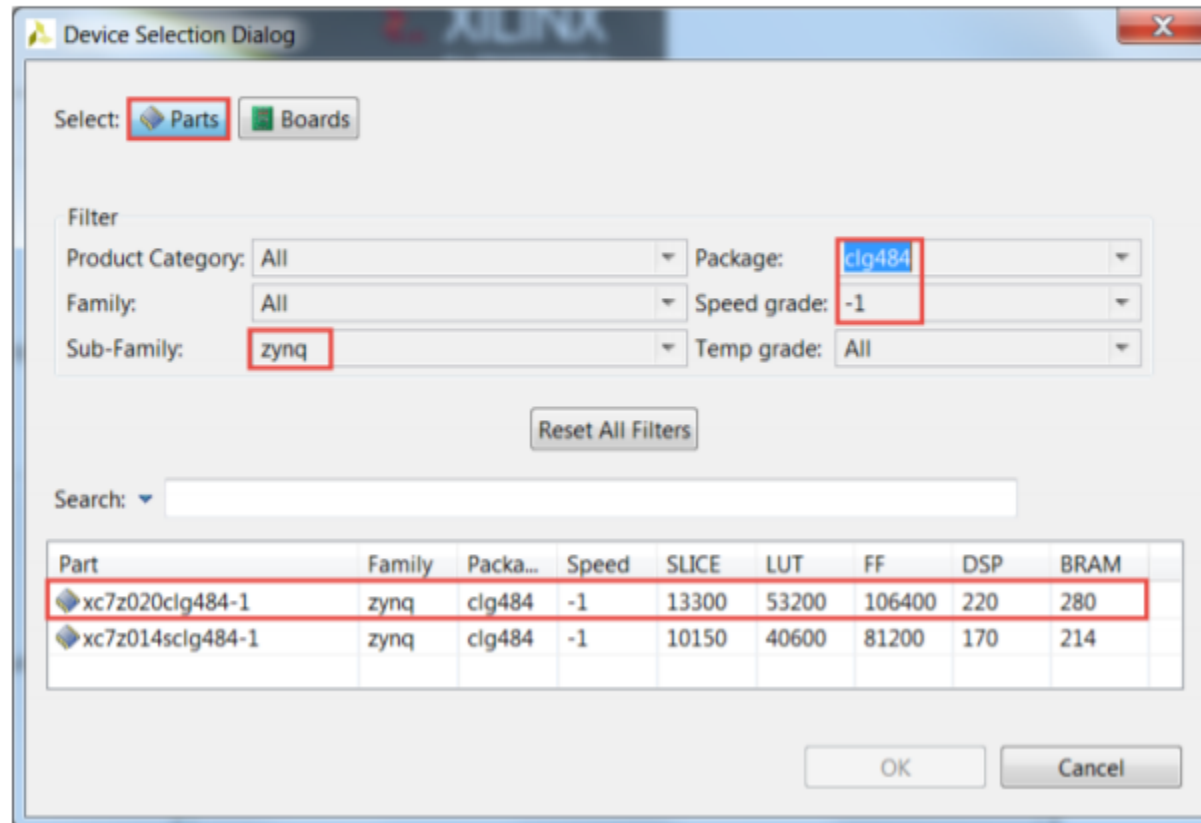 Device Selection Dialog
XILINX
Select: Parts Boards
Filter
Product Category: All Package: clg484
Family: All Speed grade: -1
Sub-Family: zynq Temp grade: All
Reset All Filters
Search:
Part Family Packa... Speed SLICE LUT FF DSP BRAM
xc7z020clg484-1 zynq clg484 -1 13300 53200 106400 220 280
xc7z014sclg484-1 zynq clg484 -1 10150 40600 81200 170 214
OK Cancel